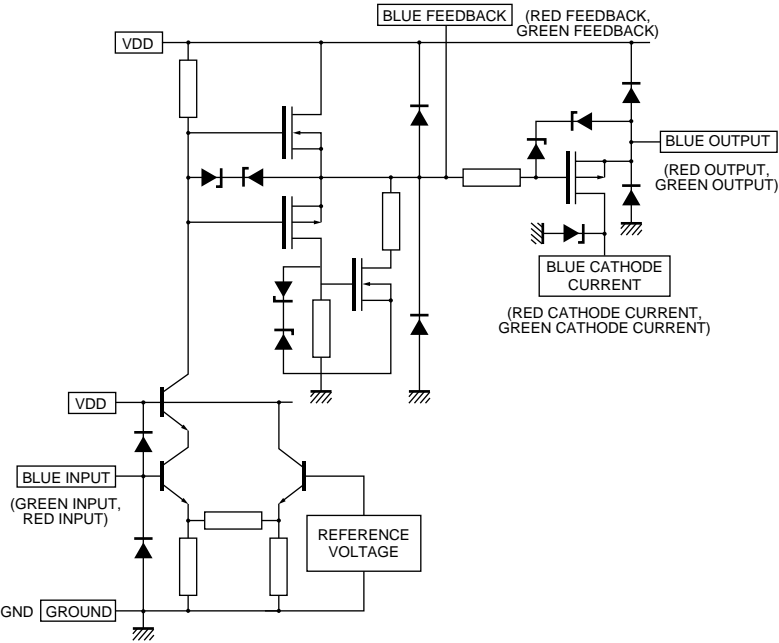 BLUE FEEDBACK
(RED FEEDBACK,
GREEN FEEDBACK)
VDD
BLUE OUTPUT
(RED OUTPUT,
GREEN OUTPUT)
BLUE CATHODE
CURRENT
(RED CATHODE CURRENT,
GREEN CATHODE CURRENT)
VDD
BLUE INPUT
(GREEN INPUT,
RED INPUT)
REFERENCE
VOLTAGE
GND GROUND